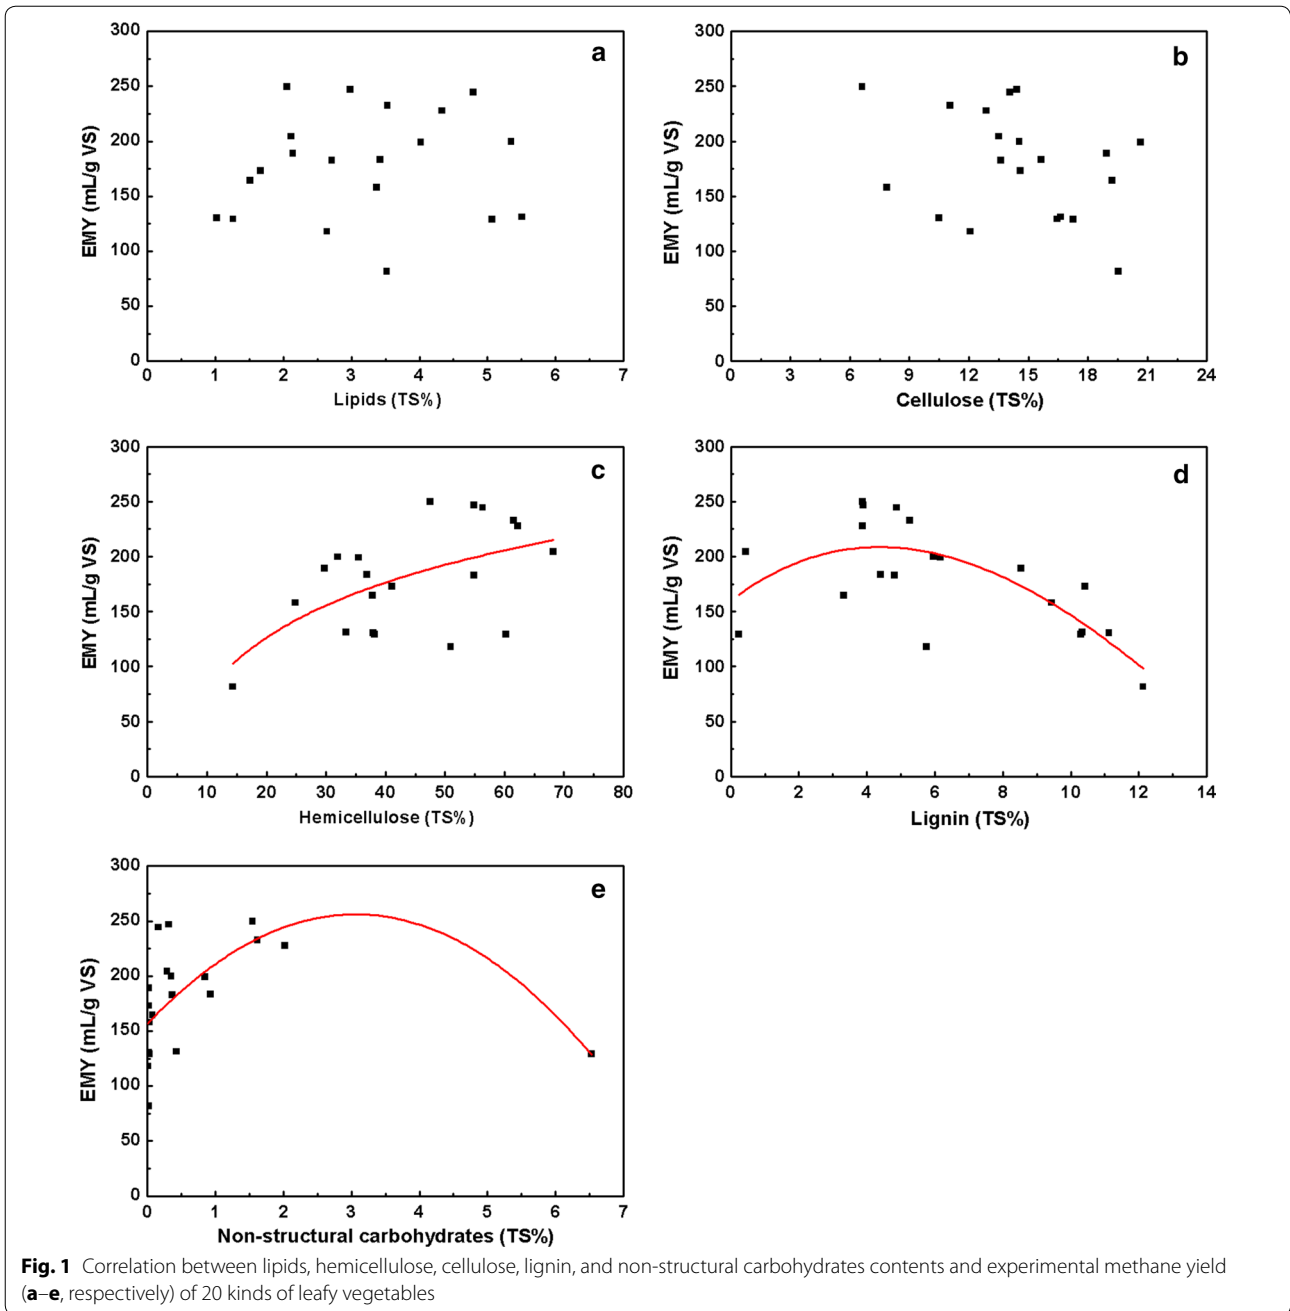 300
250
200
150
100
50
0
EMY (mL/g VS)
a
0 1 2 3 4 5 6 7
Lipids (TS%)
300
250
200
150
100
50
0
EMY (mL/g VS)
b
0 3 6 9 12 15 18 21 24
Cellulose (TS%)
300
250
200
150
100
50
0
EMY (mL/g VS)
c
0 10 20 30 40 50 60 70 80
Hemicellulose (TS%)
300
250
200
150
100
50
0
EMY (mL/g VS)
d
0 2 4 6 8 10 12 14
Lignin (TS%)
300
250
200
150
100
50
0
EMY (mL/g VS)
e
0 1 2 3 4 5 6 7
Non-structural carbohydrates (TS%)
Fig. 1 Correlation between lipids, hemicellulose, cellulose, lignin, and non-structural carbohydrates contents and experimental methane yield
(a–e, respectively) of 20 kinds of leafy vegetables